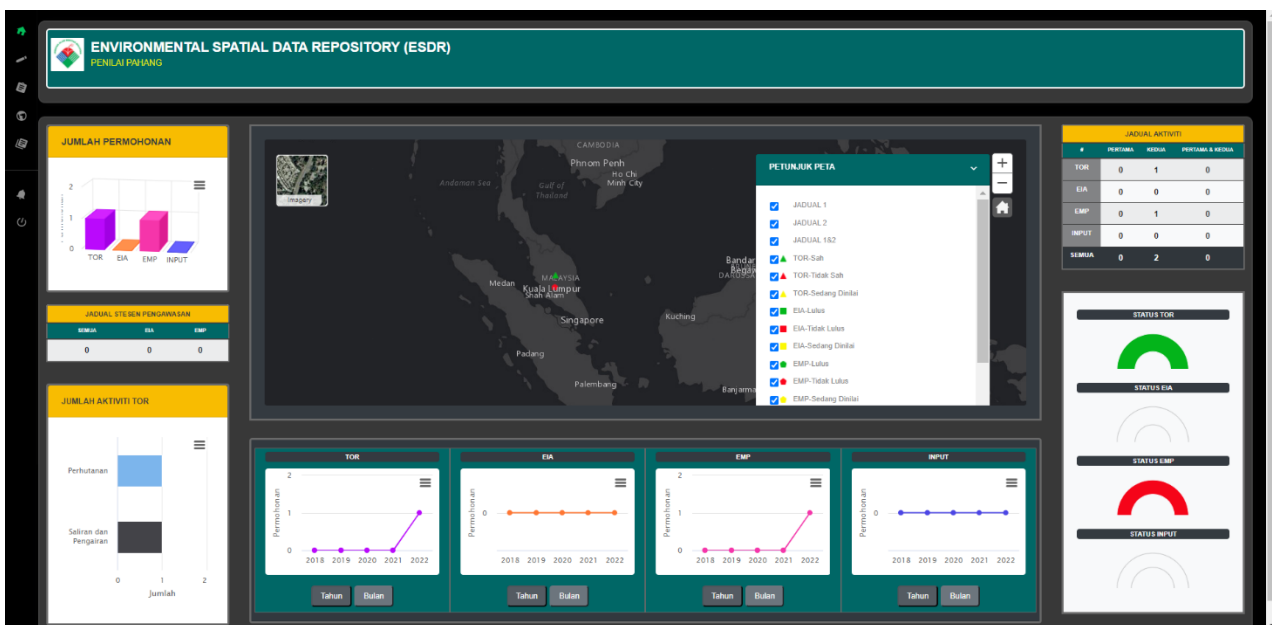 ENVIRONMENTAL SPATIAL DATA REPOSITORY (ESDR)
PENILAI PAHANG
JUMLAH PERMOHONAN
2
1
0
TOR EIA EMP INPUT
JADUAL STESEN PENGAWASAN
SEMUA EIA EMP
0 0 0
JUMLAH AKTIVITI TOR
Perhutanan
Saliran dan
Pengairan
0 1 2
Jumlah
Imagery
CAMBODIA
Phnom Penh
Ho Chi
Minh City
Andaman Sea
Gulf of
Thailand
Medan
Kuala Lumpur
Shah Alam
Singapore
Kuching
Padang
Palembang
PETUNJUK PETA
JADUAL 1
JADUAL 2
JADUAL 1&2
TOR-Sah
TOR-Tidak Sah
TOR-Sedang Dinilai
EIA-Lulus
EIA-Tidak Lulus
EIA-Sedang Dinilai
EMP-Lulus
EMP-Tidak Lulus
EMP-Sedang Dinilai
+
−
TOR
2
1
0
Permohonan
2018 2019 2020 2021 2022
Tahun Bulan
EIA
0
Permohonan
2018 2019 2020 2021 2022
Tahun Bulan
EMP
2
1
0
Permohonan
2018 2019 2020 2021 2022
Tahun Bulan
INPUT
0
Permohonan
2018 2019 2020 2021 2022
Tahun Bulan
JADUAL AKTIVITI
# PERTAMA KEDUA PERTAMA & KEDUA
TOR 0 1 0
EIA 0 0 0
EMP 0 1 0
INPUT 0 0 0
SEMUA 0 2 0
STATUS TOR
STATUS EIA
STATUS EMP
STATUS INPUT